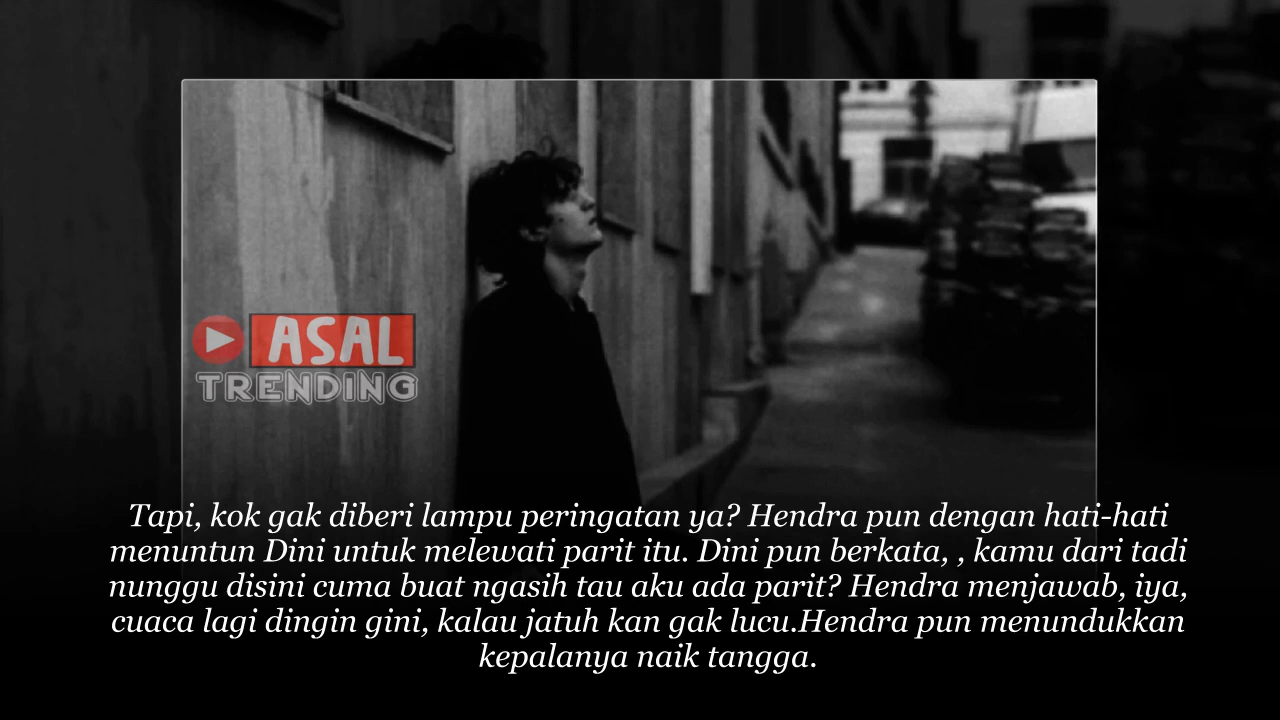 ASAL
TRENDING
Tapi, kok gak diberi lampu peringatan ya? Hendra pun dengan hati-hati
menuntun Dini untuk melewati parit itu. Dini pun berkata, , kamu dari tadi
nunggu disini cuma buat ngasih tau aku ada parit? Hendra menjawab, iya,
cuaca lagi dingin gini, kalau jatuh kan gak lucu.Hendra pun menundukkan
kepalanya naik tangga.